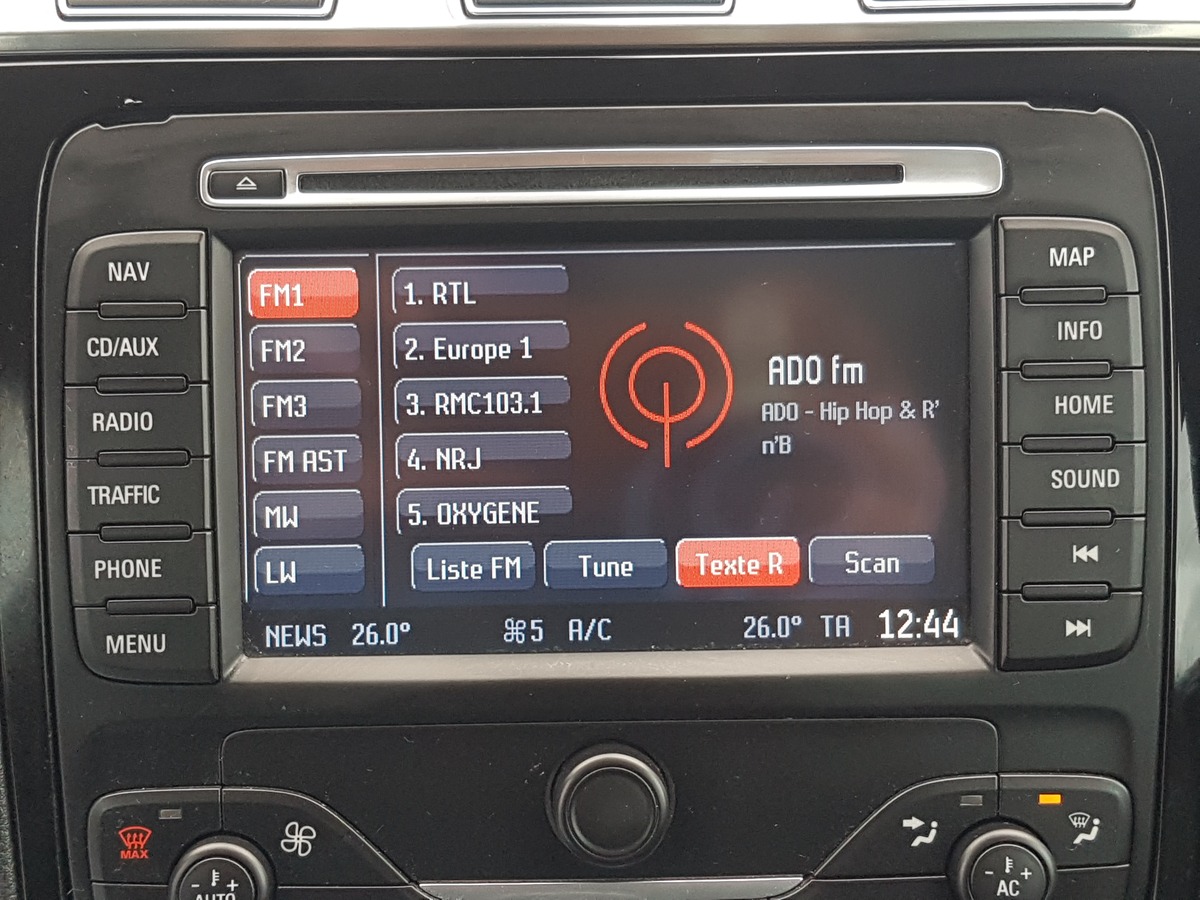 NAV
CD/AUX
RADIO
TRAFFIC
PHONE
MENU
FM1
FM2
FM3
FM AST
MW
LW
1. RTL
2. Europe 1
3. RMC103.1
4. NRJ
5. OXYGENE
ADO fm
ADO - Hip Hop & R'
n'B
Liste FM
Tune
Texte R
Scan
NEWS 26.0° ⌘5 A/C 26.0° TA 12:44
MAP
INFO
HOME
SOUND
MAX
- +
AUTO
- +
AC